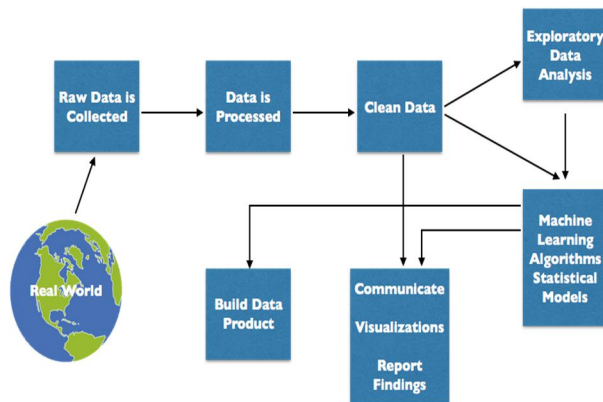 Exploratory
Data
Analysis
Raw Data is
Collected
Data is
Processed
Clean Data
Machine
Learning
Algorithms
Statistical
Models
Real World
Build Data
Product
Communicate
Visualizations
Report
Findings